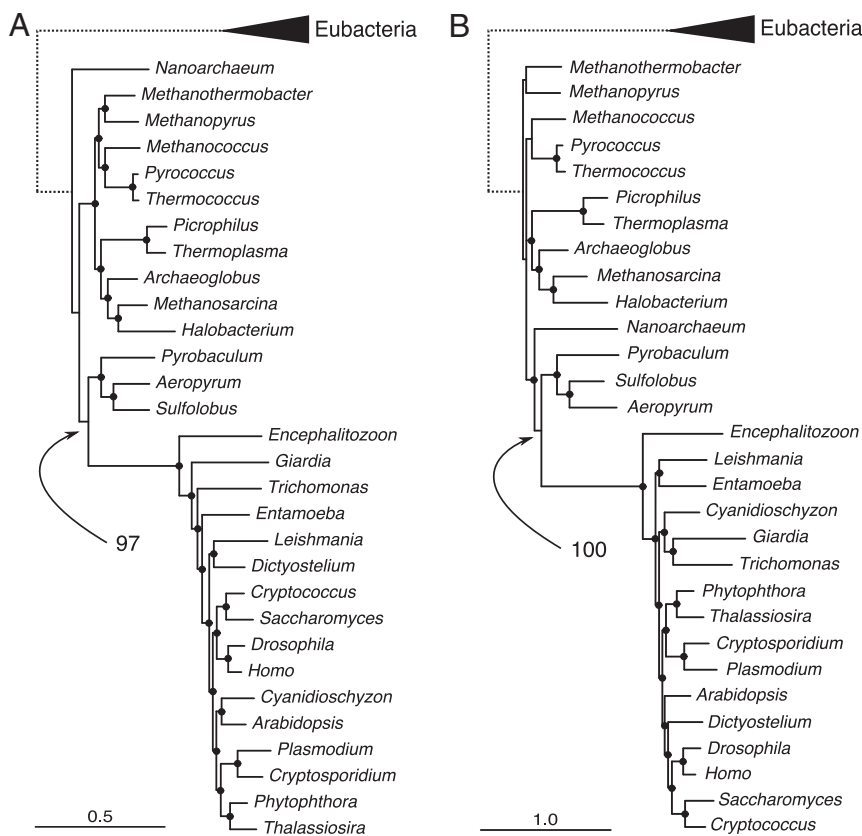 A
Eubacteria
Nanoarchaeum
Methanothermobacter
Methanopyrus
Methanococcus
Pyrococcus
Thermococcus
Picrophilus
Thermoplasma
Archaeoglobus
Methanosarcina
Halobacterium
Pyrobaculum
Aeropyrum
Sulfolobus
Encephalitozoon
Giardia
Trichomonas
Entamoeba
Leishmania
Dictyostelium
Cryptococcus
Saccharomyces
Drosophila
Homo
Cyanidioschyzon
Arabidopsis
Plasmodium
Cryptosporidium
Phytophthora
Thalassiosira
97
0.5
B
Eubacteria
Methanothermobacter
Methanopyrus
Methanococcus
Pyrococcus
Thermococcus
Picrophilus
Thermoplasma
Archaeoglobus
Methanosarcina
Halobacterium
Nanoarchaeum
Pyrobaculum
Sulfolobus
Aeropyrum
Encephalitozoon
Leishmania
Entamoeba
Cyanidioschyzon
Giardia
Trichomonas
Phytophthora
Thalassiosira
Cryptosporidium
Plasmodium
Arabidopsis
Dictyostelium
Drosophila
Homo
Saccharomyces
Cryptococcus
100
1.0